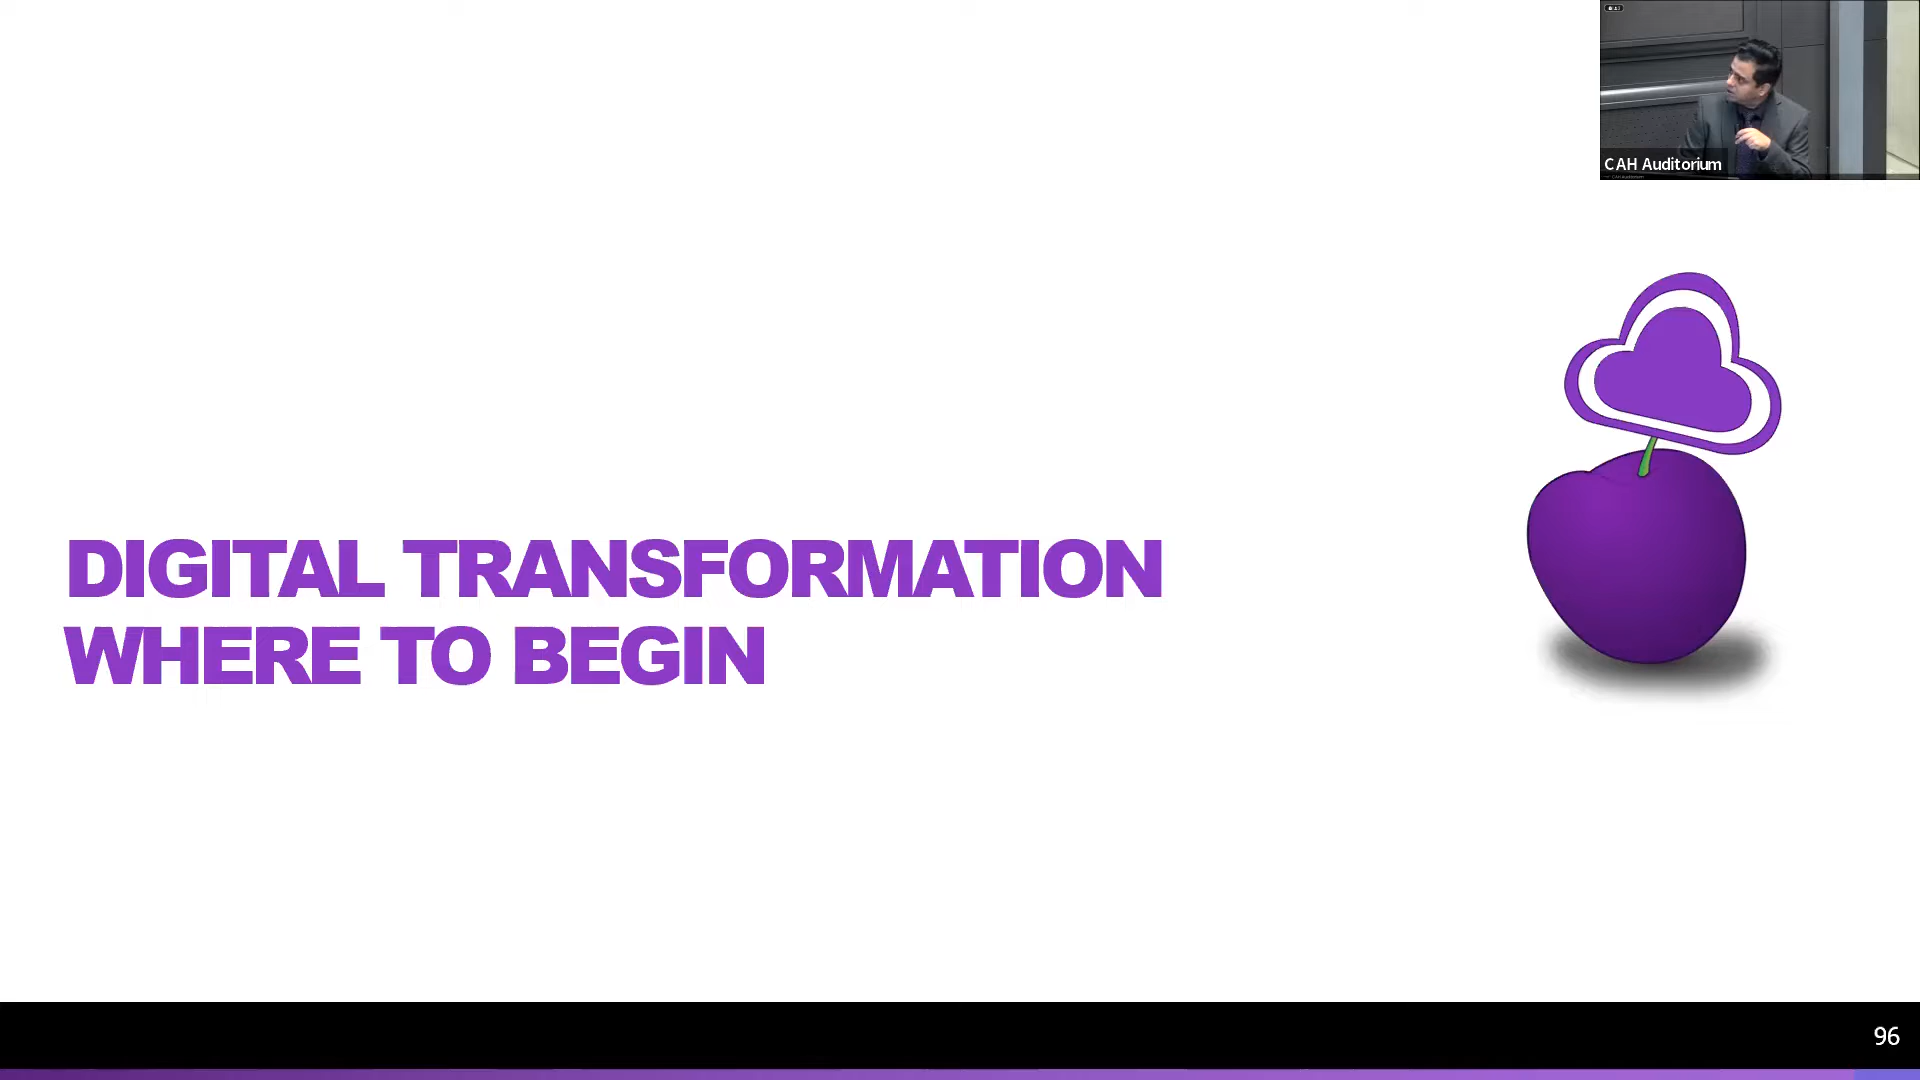 CAH Auditorium
DIGITAL TRANSFORMATION
WHERE TO BEGIN
96